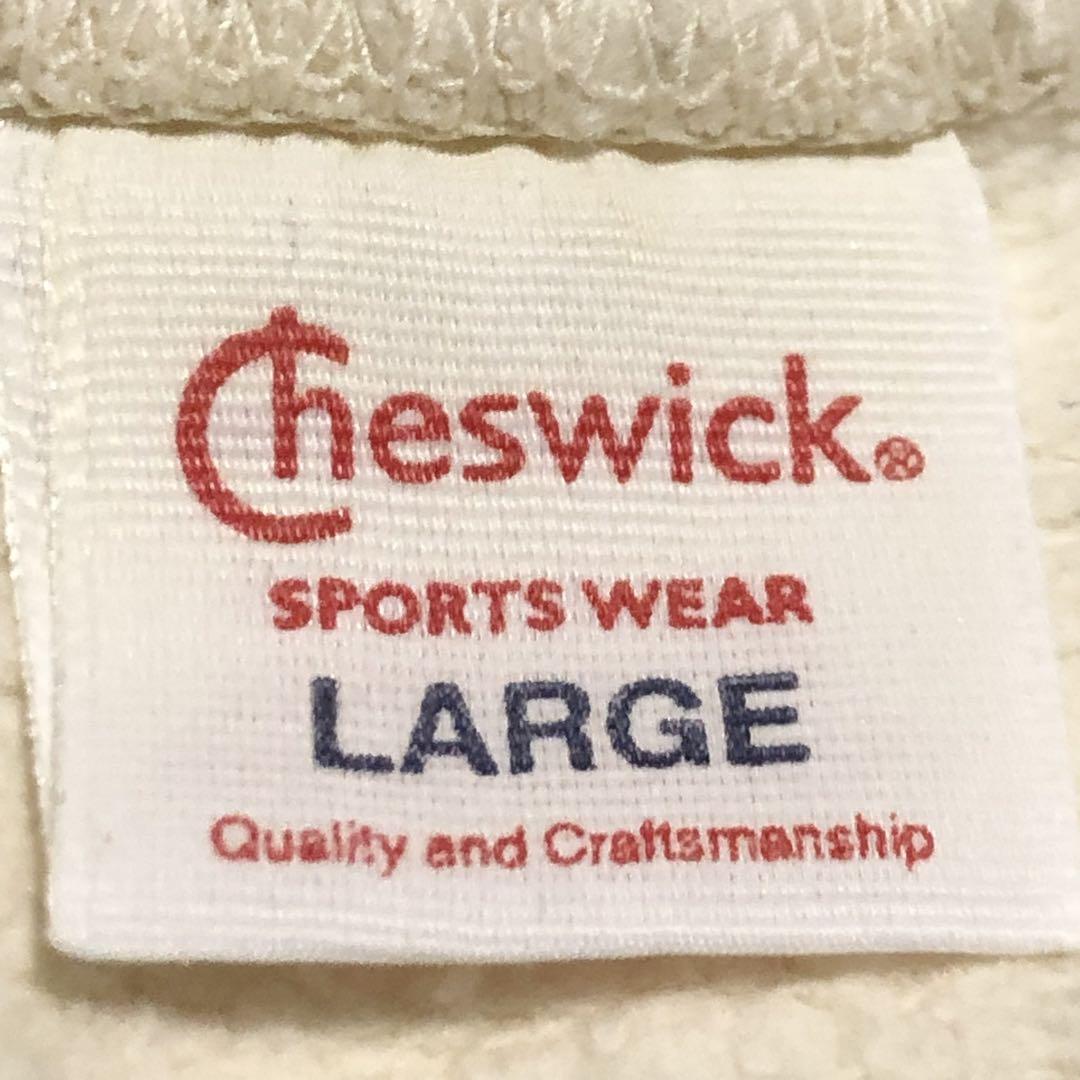 Cheswick®
SPORTS WEAR
LARGE
Quality and Craftsmanship